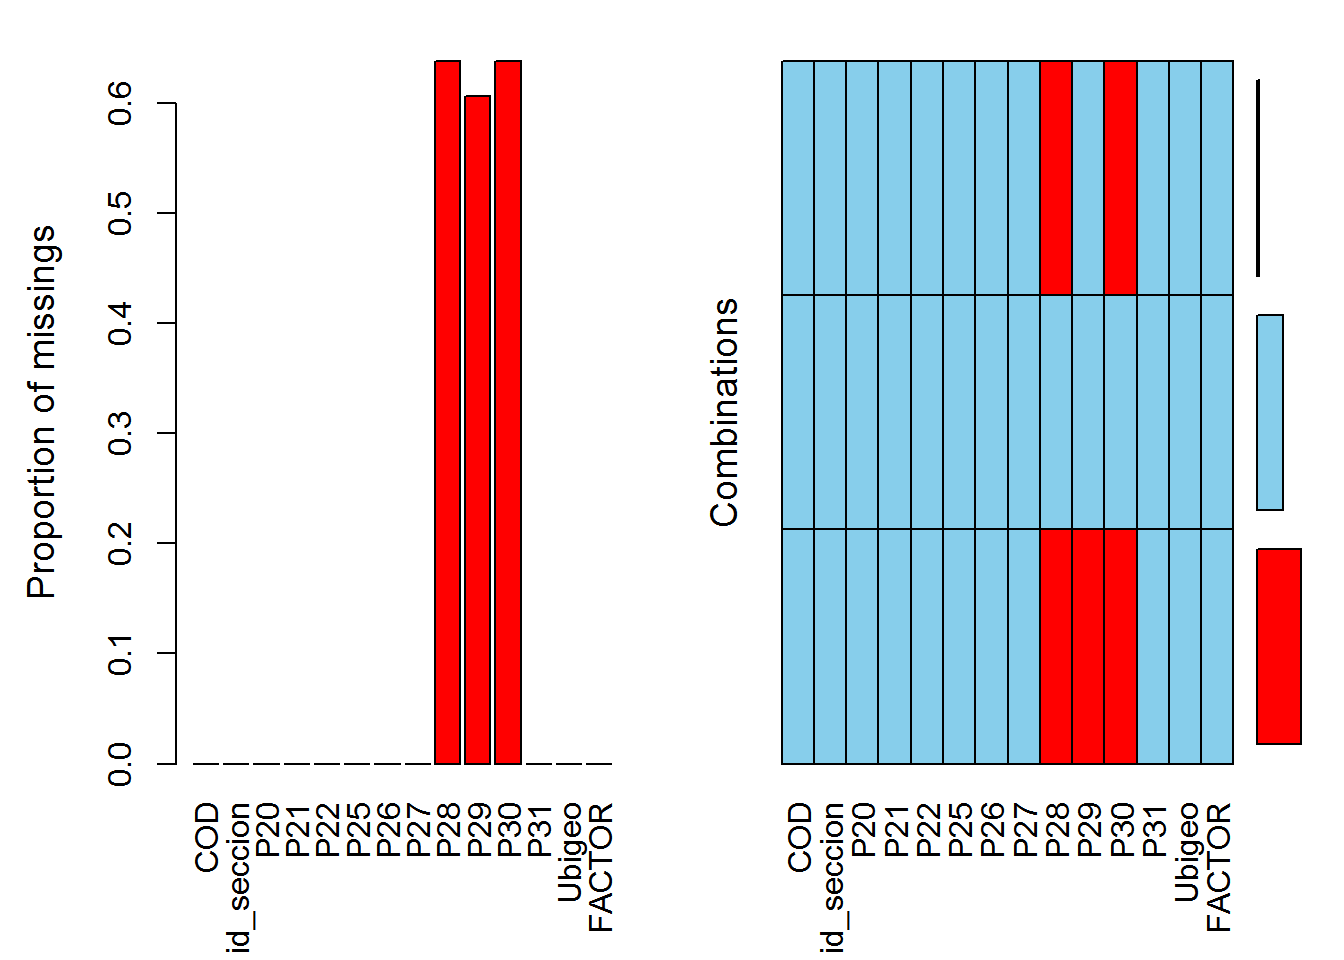 Proportion of missings
0.6
0.5
0.4
0.3
0.2
0.1
0.0
COD
id_seccion
P20
P21
P22
P25
P26
P27
P28
P29
P30
P31
Ubigeo
FACTOR
Combinations
COD
id_seccion
P20
P21
P22
P25
P26
P27
P28
P29
P30
P31
Ubigeo
FACTOR